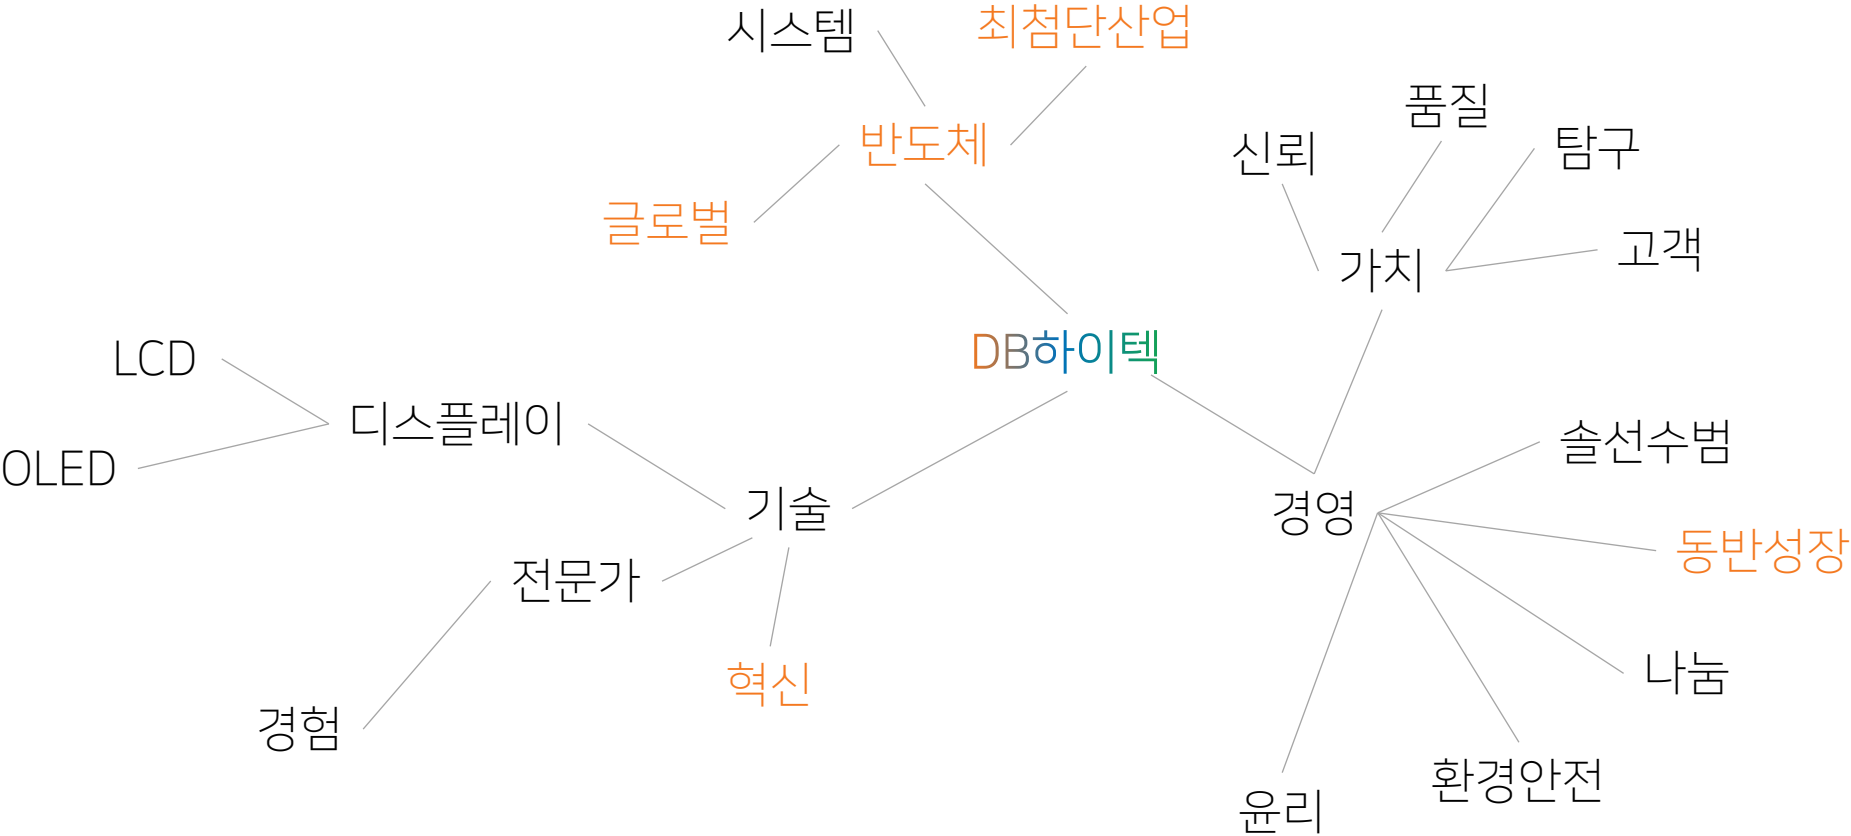 시스템
최첨단산업
반도체
글로벌
품질
신뢰
탐구
고객
가치
DB하이텍
LCD
디스플레이
OLED
기술
전문가
혁신
경험
경영
솔선수범
동반성장
나눔
환경안전
윤리